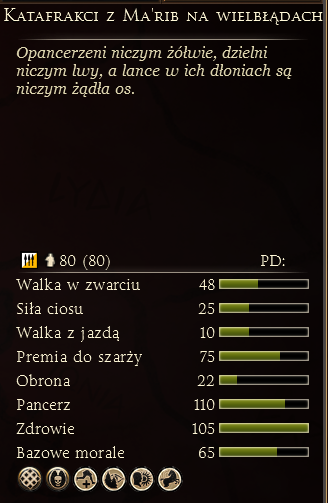 Katafrakci z Ma'rib na wielbłądach
Opancerzeni niczym żółwie, dzielni
niczym lwy, a lance w ich dłoniach są
niczym żądła os.
80 (80) PD:
Walka w zwarciu 48
Siła ciosu 25
Walka z jazdą 10
Premia do szarży 75
Obrona 22
Pancerz 110
Zdrowie 105
Bazowe morale 65